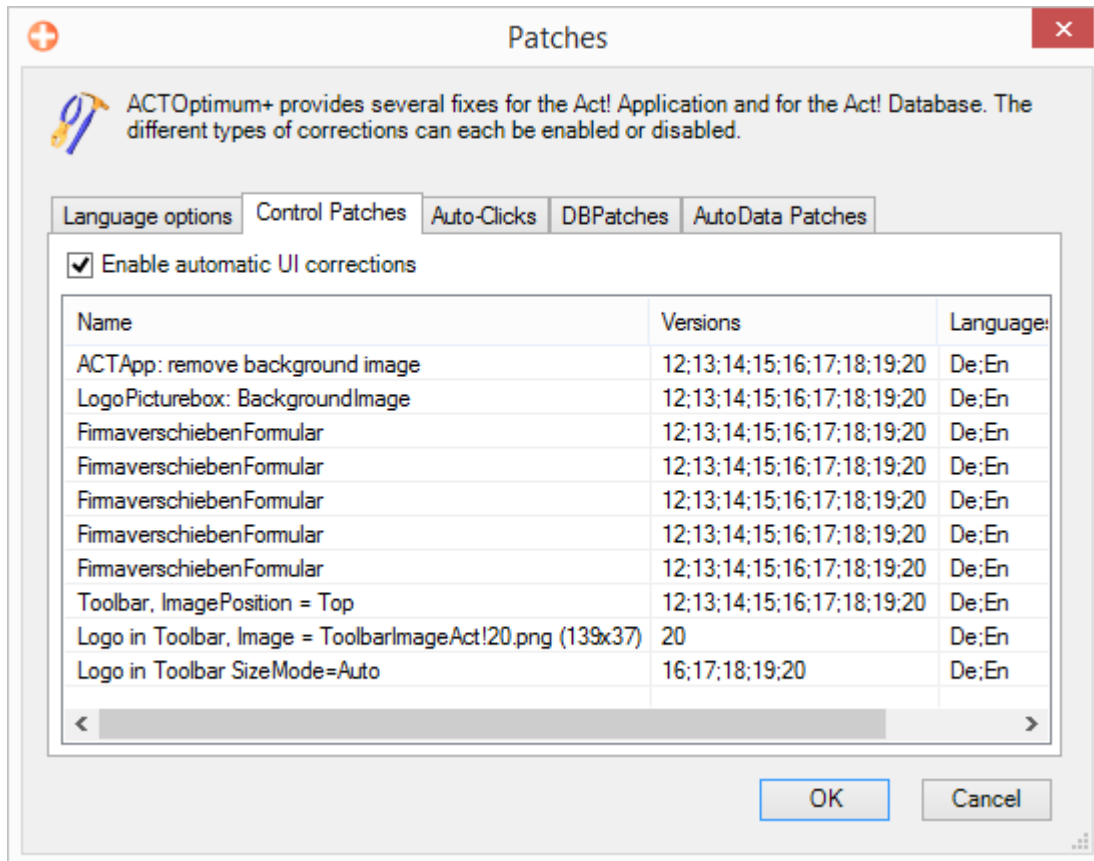 Patches
ACTOptimum+ provides several fixes for the Act! Application and for the Act! Database. The
different types of corrections can each be enabled or disabled.
Language options Control Patches Auto-Clicks DBPatches AutoData Patches
Enable automatic UI corrections
Name Versions Languages
ACTApp: remove background image 12;13;14;15;16;17;18;19;20 De;En
LogoPicturebox: BackgroundImage 12;13;14;15;16;17;18;19;20 De;En
FirmaverschiebenFormular 12;13;14;15;16;17;18;19;20 De;En
FirmaverschiebenFormular 12;13;14;15;16;17;18;19;20 De;En
FirmaverschiebenFormular 12;13;14;15;16;17;18;19;20 De;En
FirmaverschiebenFormular 12;13;14;15;16;17;18;19;20 De;En
FirmaverschiebenFormular 12;13;14;15;16;17;18;19;20 De;En
Toolbar, ImagePosition = Top 12;13;14;15;16;17;18;19;20 De;En
Logo in Toolbar, Image = ToolbarImageAct!20.png (139x37) 20 De;En
Logo in Toolbar SizeMode=Auto 16;17;18;19;20 De;En
OK Cancel